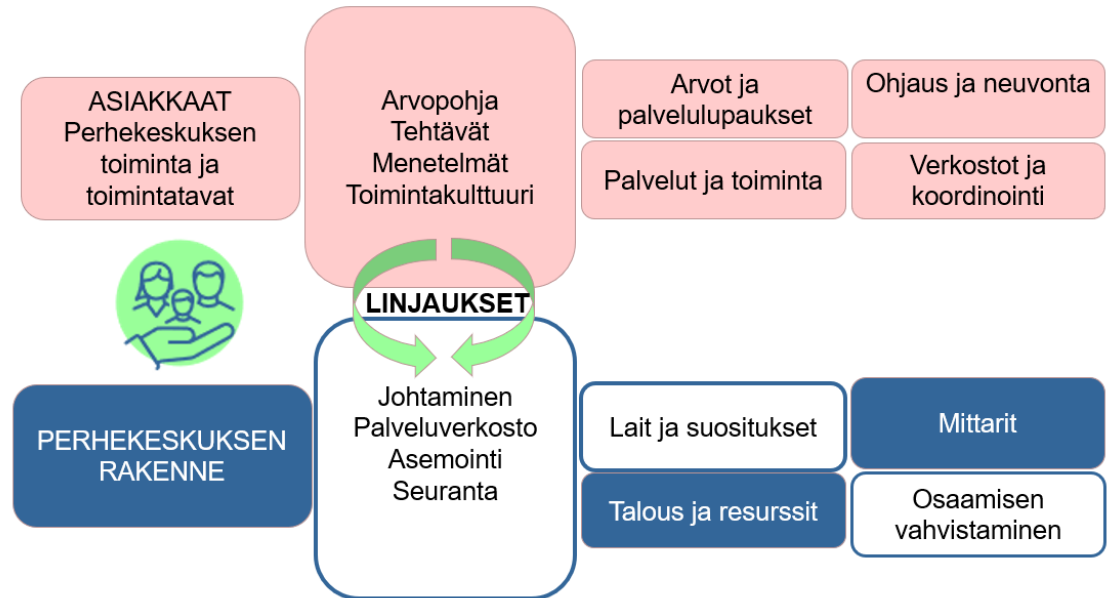 ASIAKKAAT
Perhekeskuksen
toiminta ja
toimintatavat
Arvopohja
Tehtävät
Menetelmät
Toimintakulttuuri
Arvot ja
palvelulupaukset
Ohjaus ja neuvonta
Palvelut ja toiminta
Verkostot ja
koordinointi
LINJAUKSET
PERHEKESKUKSEN
RAKENNE
Johtaminen
Palveluverkosto
Asemointi
Seuranta
Lait ja suositukset
Mittarit
Talous ja resurssit
Osaamisen
vahvistaminen